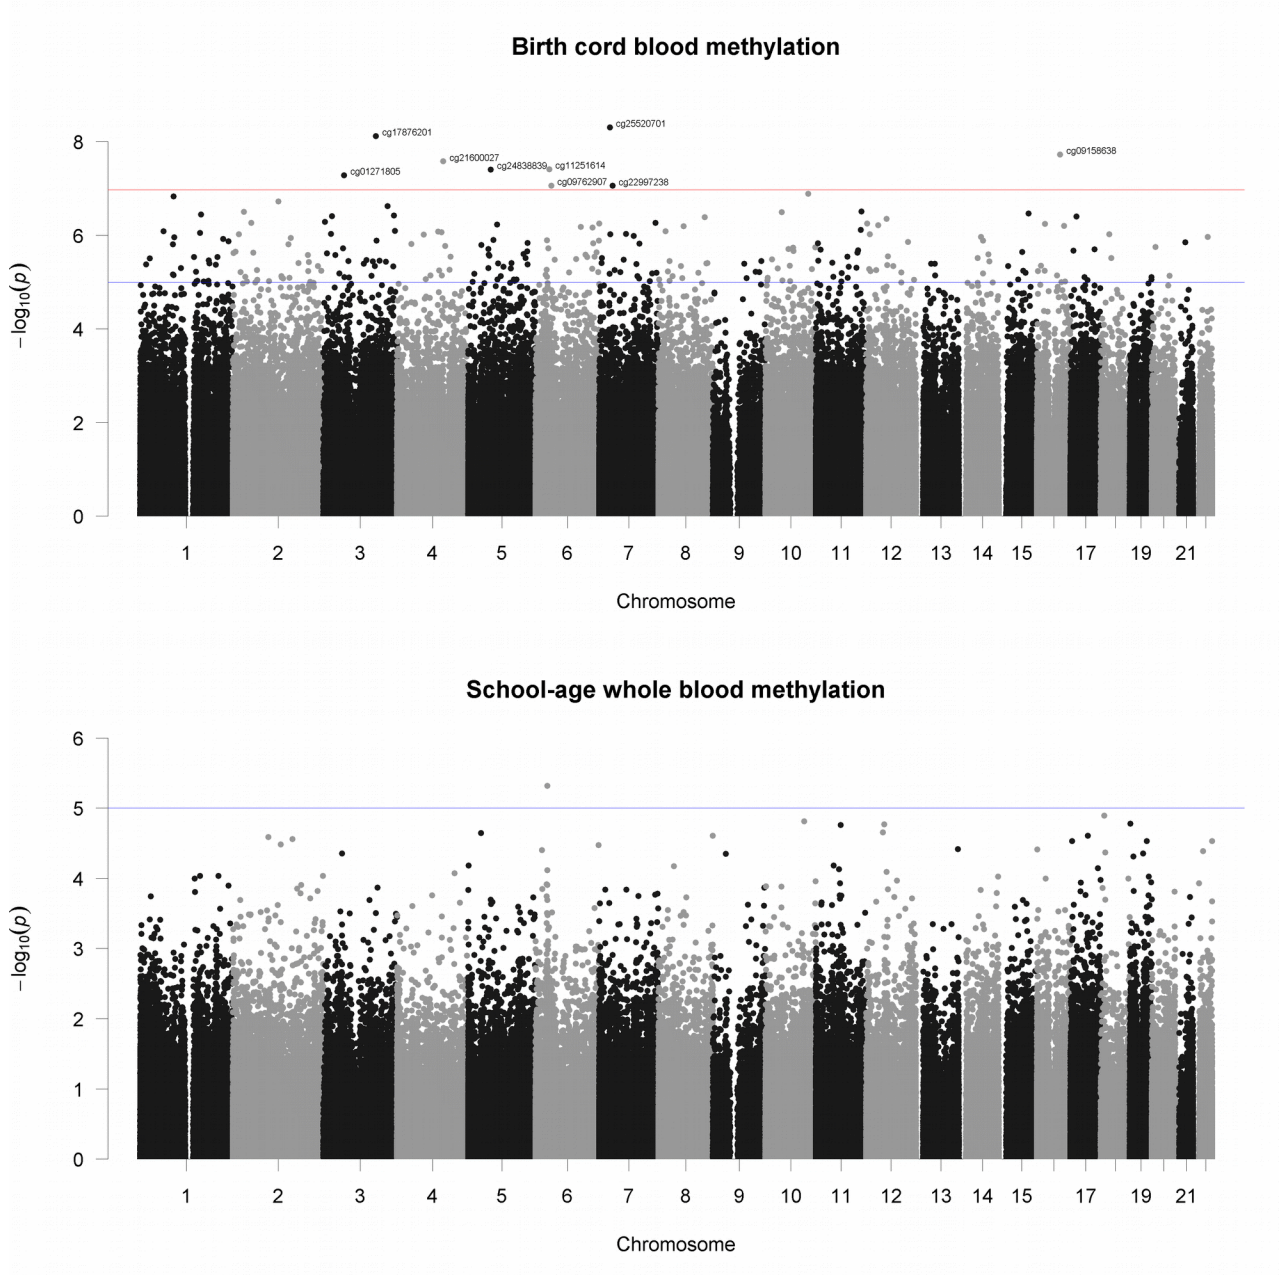 Birth cord blood methylation
8
6
4
2
0
−log10(p)
cg17876201
cg25520701
cg21600027
cg09158638
cg01271805
cg24838839
cg11251614
cg09762907
cg22997238
1 2 3 4 5 6 7 8 9 10 11 12 13 14 15 17 19 21
Chromosome
School-age whole blood methylation
6
5
4
3
2
1
0
−log10(p)
1 2 3 4 5 6 7 8 9 10 11 12 13 14 15 17 19 21
Chromosome